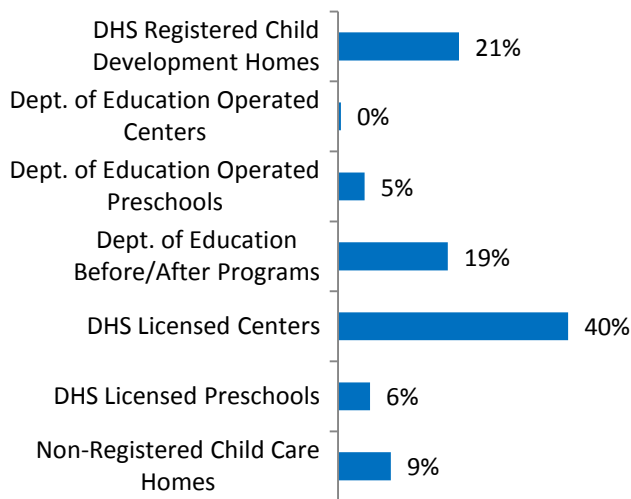 DHS Registered Child
Development Homes
21%
Dept. of Education Operated
Centers
0%
Dept. of Education Operated
Preschools
5%
Dept. of Education
Before/After Programs
19%
DHS Licensed Centers
40%
DHS Licensed Preschools
6%
Non-Registered Child Care
Homes
9%